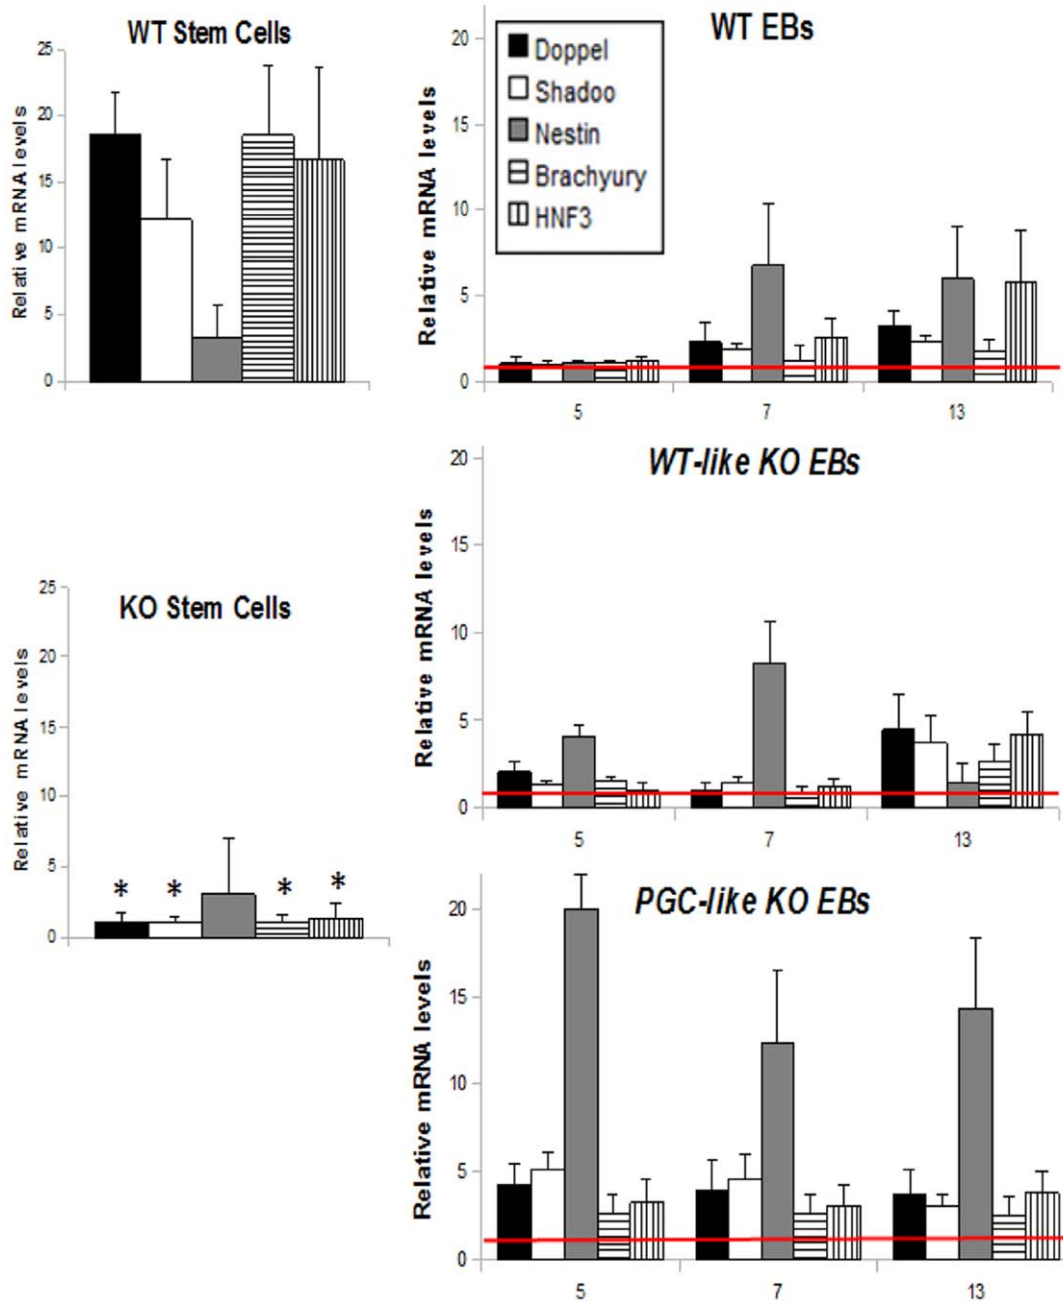 WT Stem Cells
Relative mRNA levels
25
20
15
10
5
0
WT EBs
Relative mRNA levels
20
15
10
5
0
Doppel
Shadoo
Nestin
Brachyury
HNF3
5 7 13
WT-like KO EBs
Relative mRNA levels
20
15
10
5
0
5 7 13
KO Stem Cells
Relative mRNA levels
25
20
15
10
5
0
* * * *
PGC-like KO EBs
Relative mRNA levels
20
15
10
5
0
5 7 13